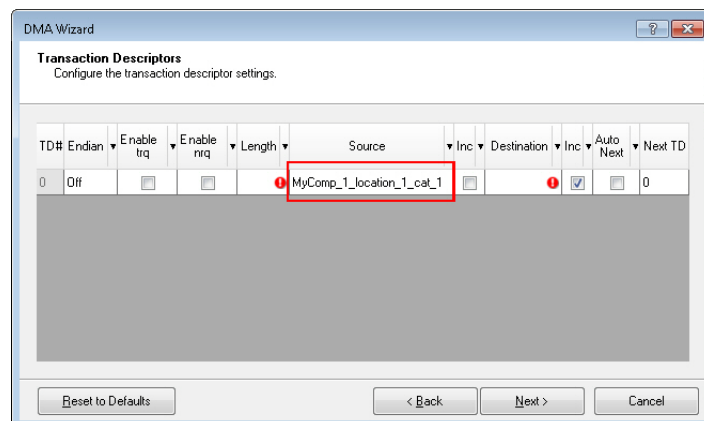 DMA Wizard
Transaction Descriptors
Configure the transaction descriptor settings.
TD# Endian Enable trq Enable nrq Length Source Inc Destination Inc Auto Next Next TD
0 Off MyComp_1_location_1_cat_1 0
Reset to Defaults < Back Next > Cancel